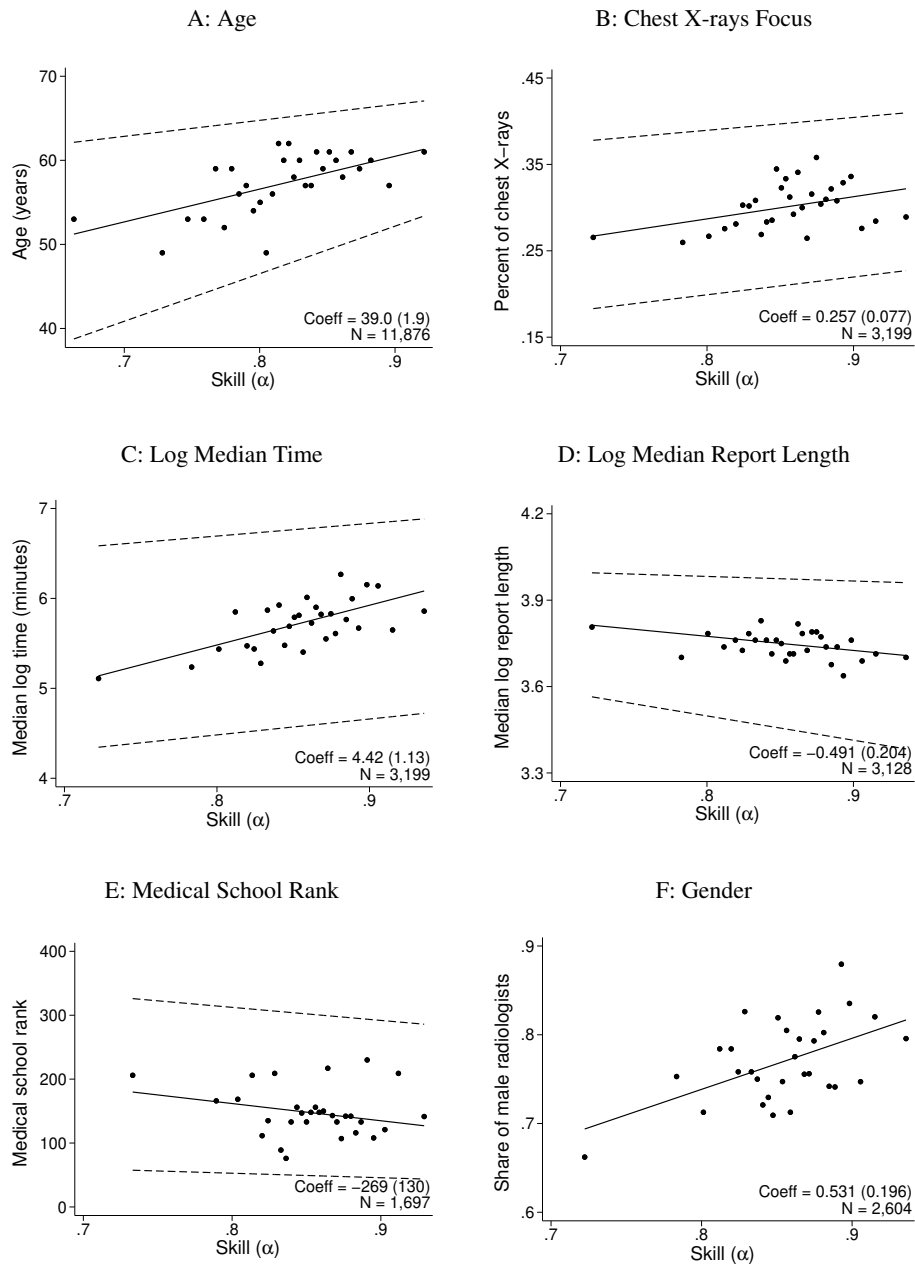 A: Age
70
60
50
40
Age (years)
.7
.8
.9
Skill (α)
Coeff = 39.0 (1.9)
N = 11,876
B: Chest X-rays Focus
.45
.35
.25
.15
Percent of chest X−rays
.7
.8
.9
Skill (α)
Coeff = 0.257 (0.077)
N = 3,199
C: Log Median Time
7
6
5
4
Median log time (minutes)
.7
.8
.9
Skill (α)
Coeff = 4.42 (1.13)
N = 3,199
D: Log Median Report Length
4.2
3.9
3.6
3.3
Median log report length
.7
.8
.9
Skill (α)
Coeff = −0.491 (0.204)
N = 3,128
E: Medical School Rank
400
300
200
100
0
Medical school rank
.7
.8
.9
Skill (α)
Coeff = −269 (130)
N = 1,697
F: Gender
.9
.8
.7
.6
Share of male radiologists
.7
.8
.9
Skill (α)
Coeff = 0.531 (0.196)
N = 2,604